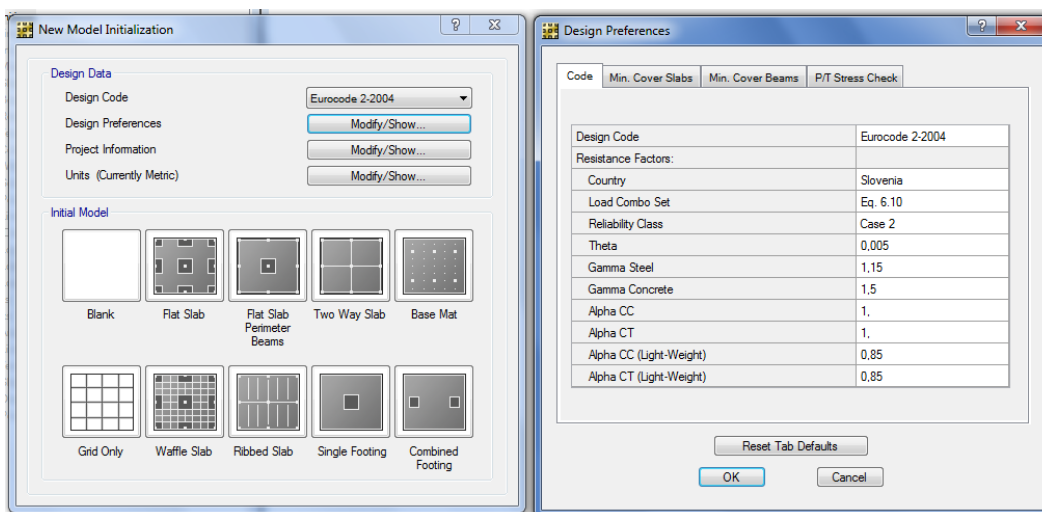 New Model Initialization
Design Data
Design Code
Eurocode 2-2004
Design Preferences
Modify/Show...
Project Information
Modify/Show...
Units (Currently Metric)
Modify/Show...
Initial Model
Blank
Flat Slab
Flat Slab
Perimeter
Beams
Two Way Slab
Base Mat
Grid Only
Waffle Slab
Ribbed Slab
Single Footing
Combined
Footing
Design Preferences
Code
Min. Cover Slabs
Min. Cover Beams
P/T Stress Check
Design Code Eurocode 2-2004
Resistance Factors:
Country Slovenia
Load Combo Set Eq. 6.10
Reliability Class Case 2
Theta 0,005
Gamma Steel 1,15
Gamma Concrete 1,5
Alpha CC 1,
Alpha CT 1,
Alpha CC (Light-Weight) 0,85
Alpha CT (Light-Weight) 0,85
Reset Tab Defaults
OK
Cancel